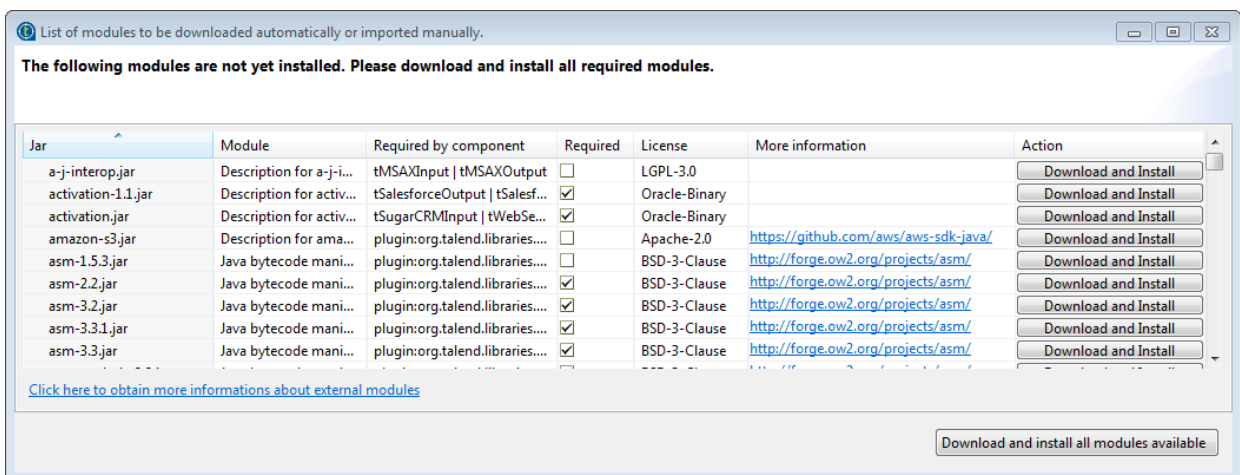 List of modules to be downloaded automatically or imported manually.
The following modules are not yet installed. Please download and install all required modules.
Jar Module Required by component Required License More information Action
a-j-interop.jar Description for a-j-i... tMSAXInput | tMSAXOutput LGPL-3.0 Download and Install
activation-1.1.jar Description for activ... tSalesforceOutput | tSalesf... Oracle-Binary Download and Install
activation.jar Description for activ... tSugarCRMInput | tWebSe... Oracle-Binary Download and Install
amazon-s3.jar Description for ama... plugin:org.talend.libraries.... Apache-2.0 https://github.com/aws/aws-sdk-java/ Download and Install
asm-1.5.3.jar Java bytecode mani... plugin:org.talend.libraries.... BSD-3-Clause http://forge.ow2.org/projects/asm/ Download and Install
asm-2.2.jar Java bytecode mani... plugin:org.talend.libraries.... BSD-3-Clause http://forge.ow2.org/projects/asm/ Download and Install
asm-3.2.jar Java bytecode mani... plugin:org.talend.libraries.... BSD-3-Clause http://forge.ow2.org/projects/asm/ Download and Install
asm-3.3.1.jar Java bytecode mani... plugin:org.talend.libraries.... BSD-3-Clause http://forge.ow2.org/projects/asm/ Download and Install
asm-3.3.jar Java bytecode mani... plugin:org.talend.libraries.... BSD-3-Clause http://forge.ow2.org/projects/asm/ Download and Install
Click here to obtain more informations about external modules
Download and install all modules available